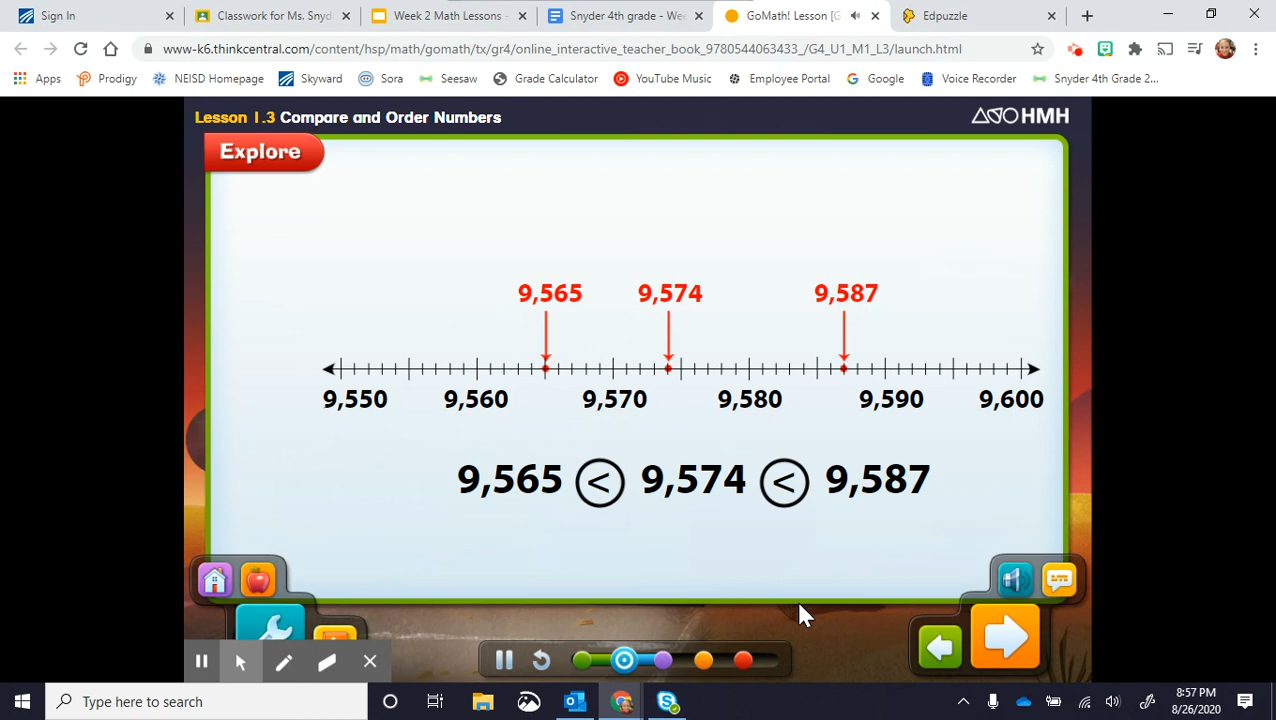 Sign In
Classwork for Ms. Snyd
Week 2 Math Lessons -
Snyder 4th grade - Wee
GoMath! Lesson [G
Edpuzzle
www-k6.thinkcentral.com/content/hsp/math/gomath/tx/gr4/online_interactive_teacher_book_9780544063433_/G4_U1_M1_L3/launch.html
Apps
Prodigy
NEISD Homepage
Skyward
Sora
Seesaw
Grade Calculator
YouTube Music
Employee Portal
Google
Voice Recorder
Snyder 4th Grade 2...
Lesson 1.3 Compare and Order Numbers
HMH
Explore
9,565 9,574 9,587
9,550 9,560 9,570 9,580 9,590 9,600
9,565 < 9,574 < 9,587
Type here to search
8:57 PM
8/26/2020